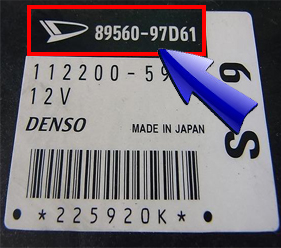 89560-97D61
112200-59
12V
DENSO
MADE IN JAPAN
S 9
*225920K*